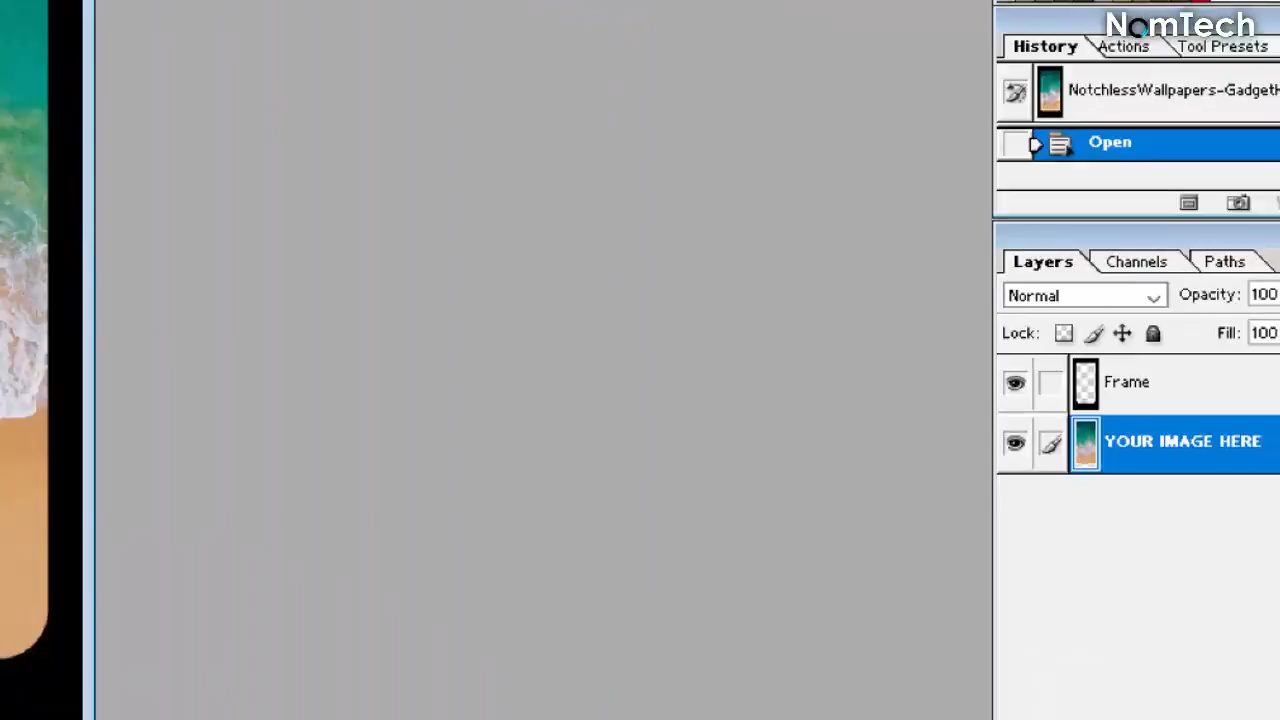 NomTech
History Actions Tool Presets
NotchlessWallpapers-Gadget
Open
Layers Channels Paths
Normal Opacity: 100
Lock: Fill: 100
Frame
YOUR IMAGE HERE